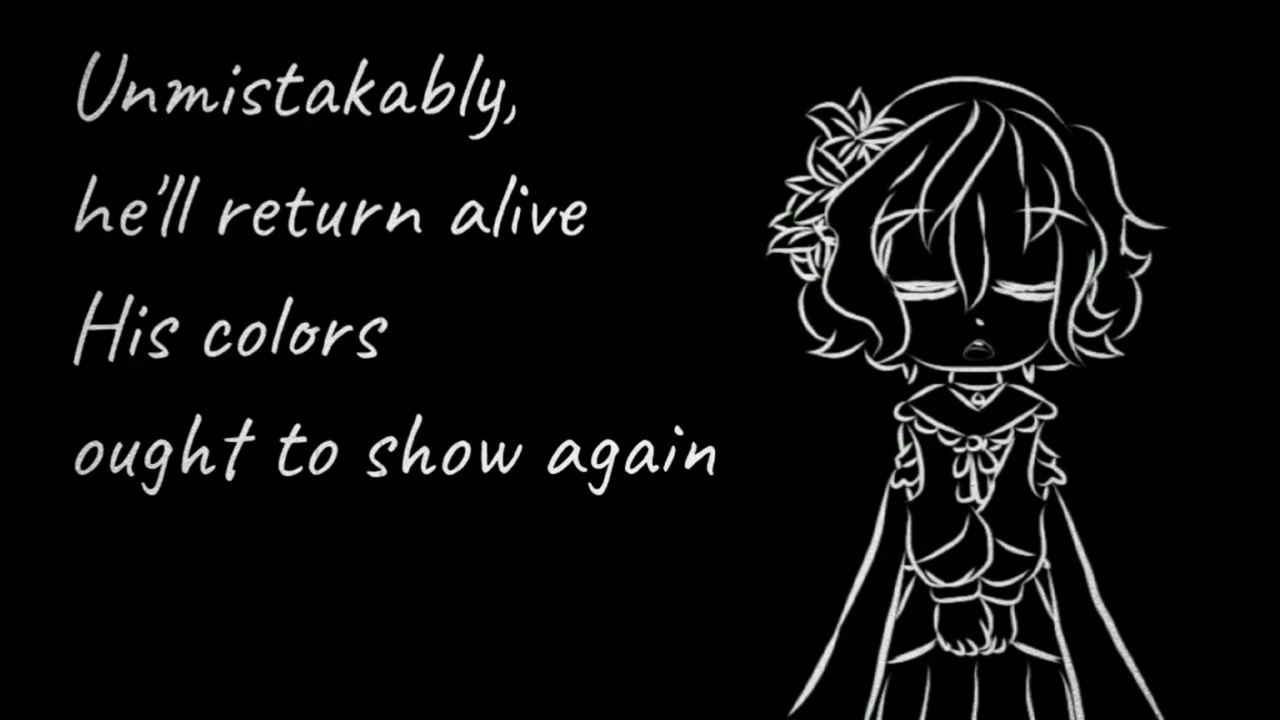 Unmistakably,
he'll return alive
His colors
ought to show again